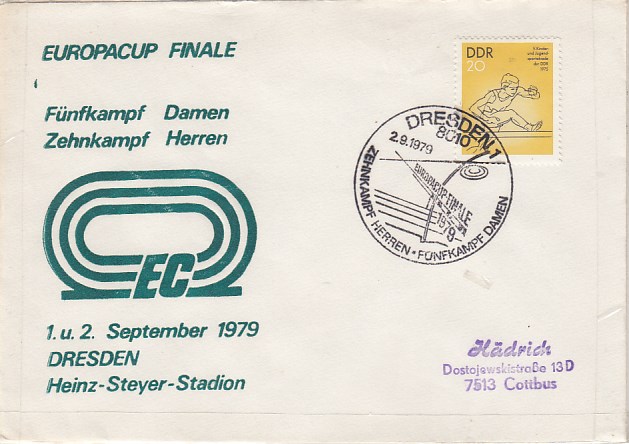 EUROPACUP FINALE
Fünfkampf Damen
Zehnkampf Herren
EC
1. u. 2. September 1979
DRESDEN
Heinz-Steyer-Stadion
DDR
20
DRESDEN 1
8010
2.9.1979
EUROPACUP-FINALE
1979
ZEHNKAMPF HERREN • FÜNFKAMPF DAMEN
Hädrich
Dostojewskistraße 13 D
7513 Cottbus